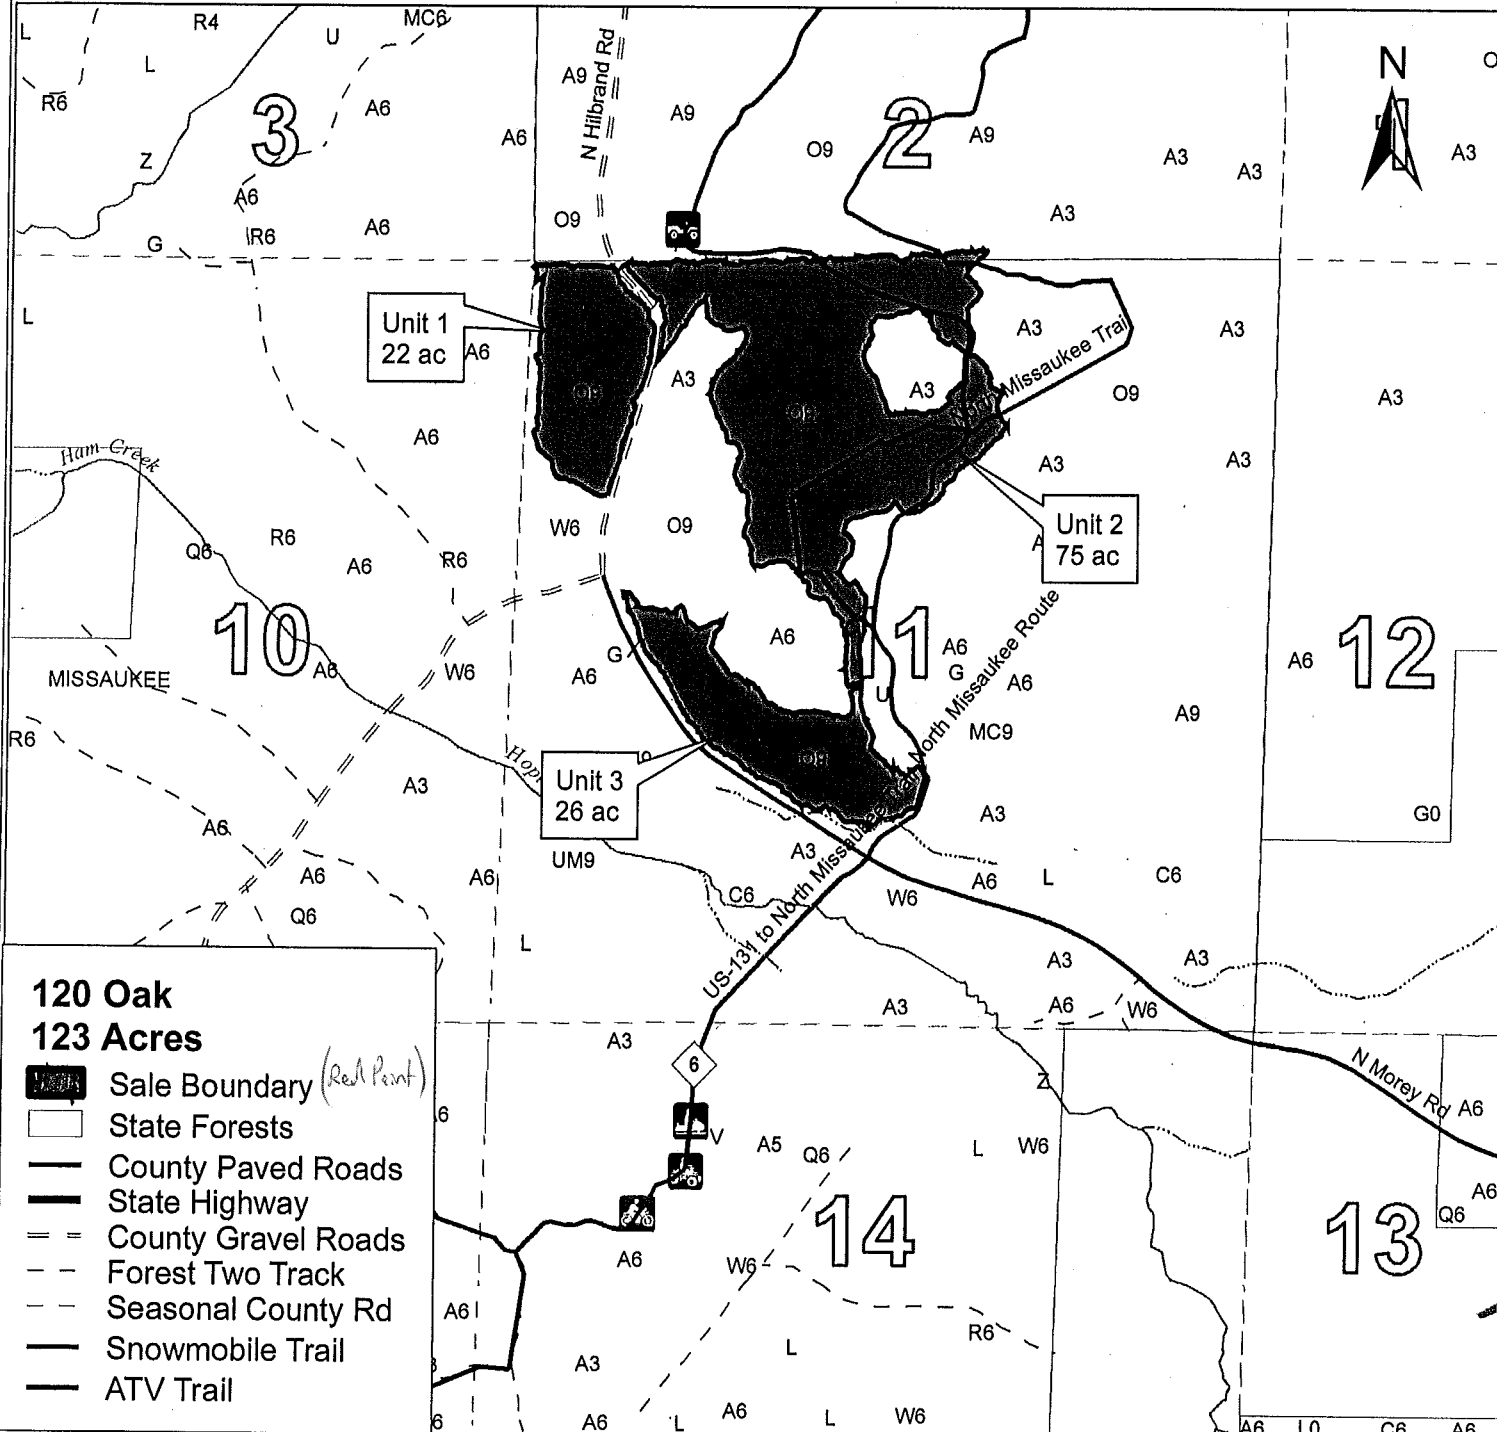 L
R4
U
MC6
L
R6
3
A6
A6
Z
A6
A6
R6
G
N Hilbrand Rd
A9
A9
O9
2
A9
O9
A3
A3
A3
A3
N
L
Unit 1
22 ac
A6
A6
A3
A3
A3
A3
O9
A3
North Missaukee Trail
A3
A3
Unit 2
75 ac
Ham Creek
Q6
R6
A6
R6
W6
O9
10
MISSAUKEE
A6
W6
A6
G
A6
11
A6
G
A6
U
MC9
A9
A6
12
G0
R6
A3
A6
A6
Q6
A6
L
Unit 3
26 ac
UM9
A3
C6
W6
A3
A6
L
C6
US-131 to North Missaukee
North Missaukee Route
A3
A3
A6
W6
A3
A3
N Morey Rd
A6
A6
Q6
13
6
V
A5
Q6
L
W6
Z
14
A6
W6
R6
L
A6
A3
A6
L
A6
L
W6
A6
L0
C6
A6
120 Oak
123 Acres
Sale Boundary (Red Paint)
State Forests
County Paved Roads
State Highway
County Gravel Roads
Forest Two Track
Seasonal County Rd
Snowmobile Trail
ATV Trail